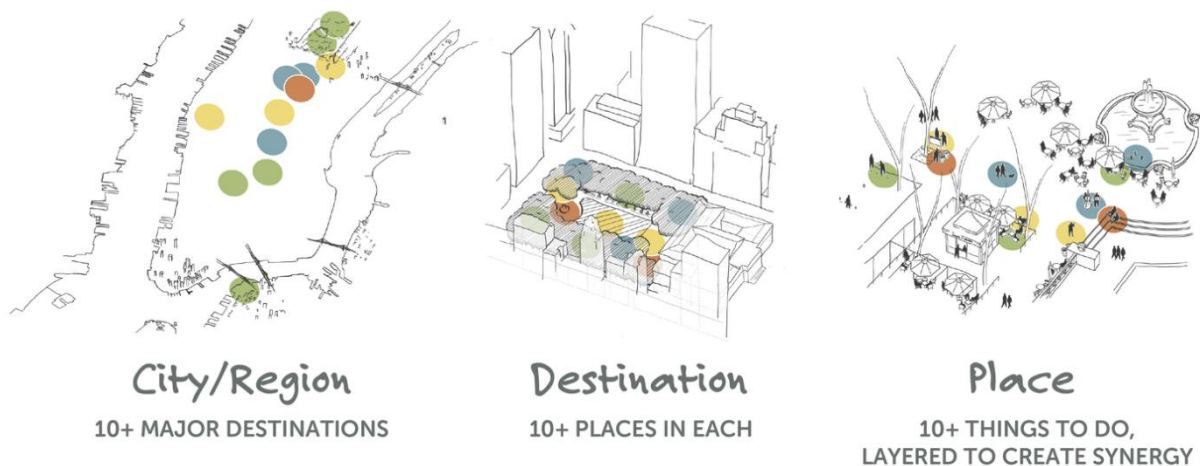 City/Region
10+ MAJOR DESTINATIONS
Destination
10+ PLACES IN EACH
Place
10+ THINGS TO DO,
LAYERED TO CREATE SYNERGY